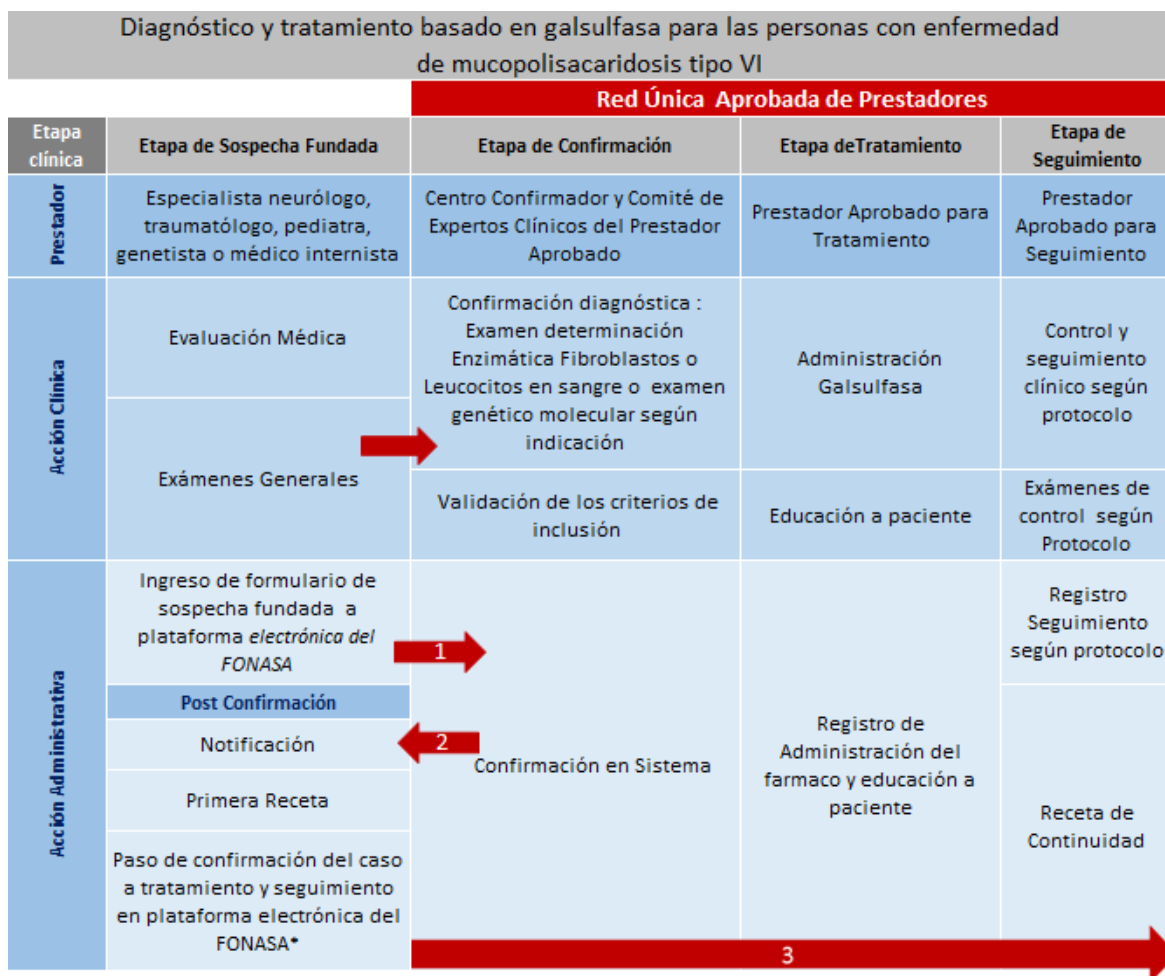 Diagnóstico y tratamiento basado en galsulfasa para las personas con enfermedad
de mucopolisacaridosis tipo VI
Red Única Aprobada de Prestadores
Etapa
clínica
Etapa de Sospecha Fundada
Etapa de Confirmación
Etapa deTratamiento
Etapa de
Seguimiento
Prestador
Especialista neurólogo,
traumatólogo, pediatra,
genetista o médico internista
Centro Confirmador y Comité de
Expertos Clínicos del Prestador
Aprobado
Prestador Aprobado para
Tratamiento
Prestador
Aprobado para
Seguimiento
Acción Clínica
Evaluación Médica
Exámenes Generales
Confirmación diagnóstica :
Examen determinación
Enzimática Fibroblastos o
Leucocitos en sangre o examen
genético molecular según
indicación
Administración
Galsulfasa
Control y
seguimiento
clínico según
protocolo
Validación de los criterios de
inclusión
Educación a paciente
Exámenes de
control según
Protocolo
Acción Administrativa
Ingreso de formulario de
sospecha fundada a
plataforma electrónica del
FONASA
1
Post Confirmación
Notificación
2
Primera Receta
Paso de confirmación del caso
a tratamiento y seguimiento
en plataforma electrónica del
FONASA*
Confirmación en Sistema
Registro de
Administración del
farmaco y educación a
paciente
Registro
Seguimiento
según protocolo
Receta de
Continuidad
3